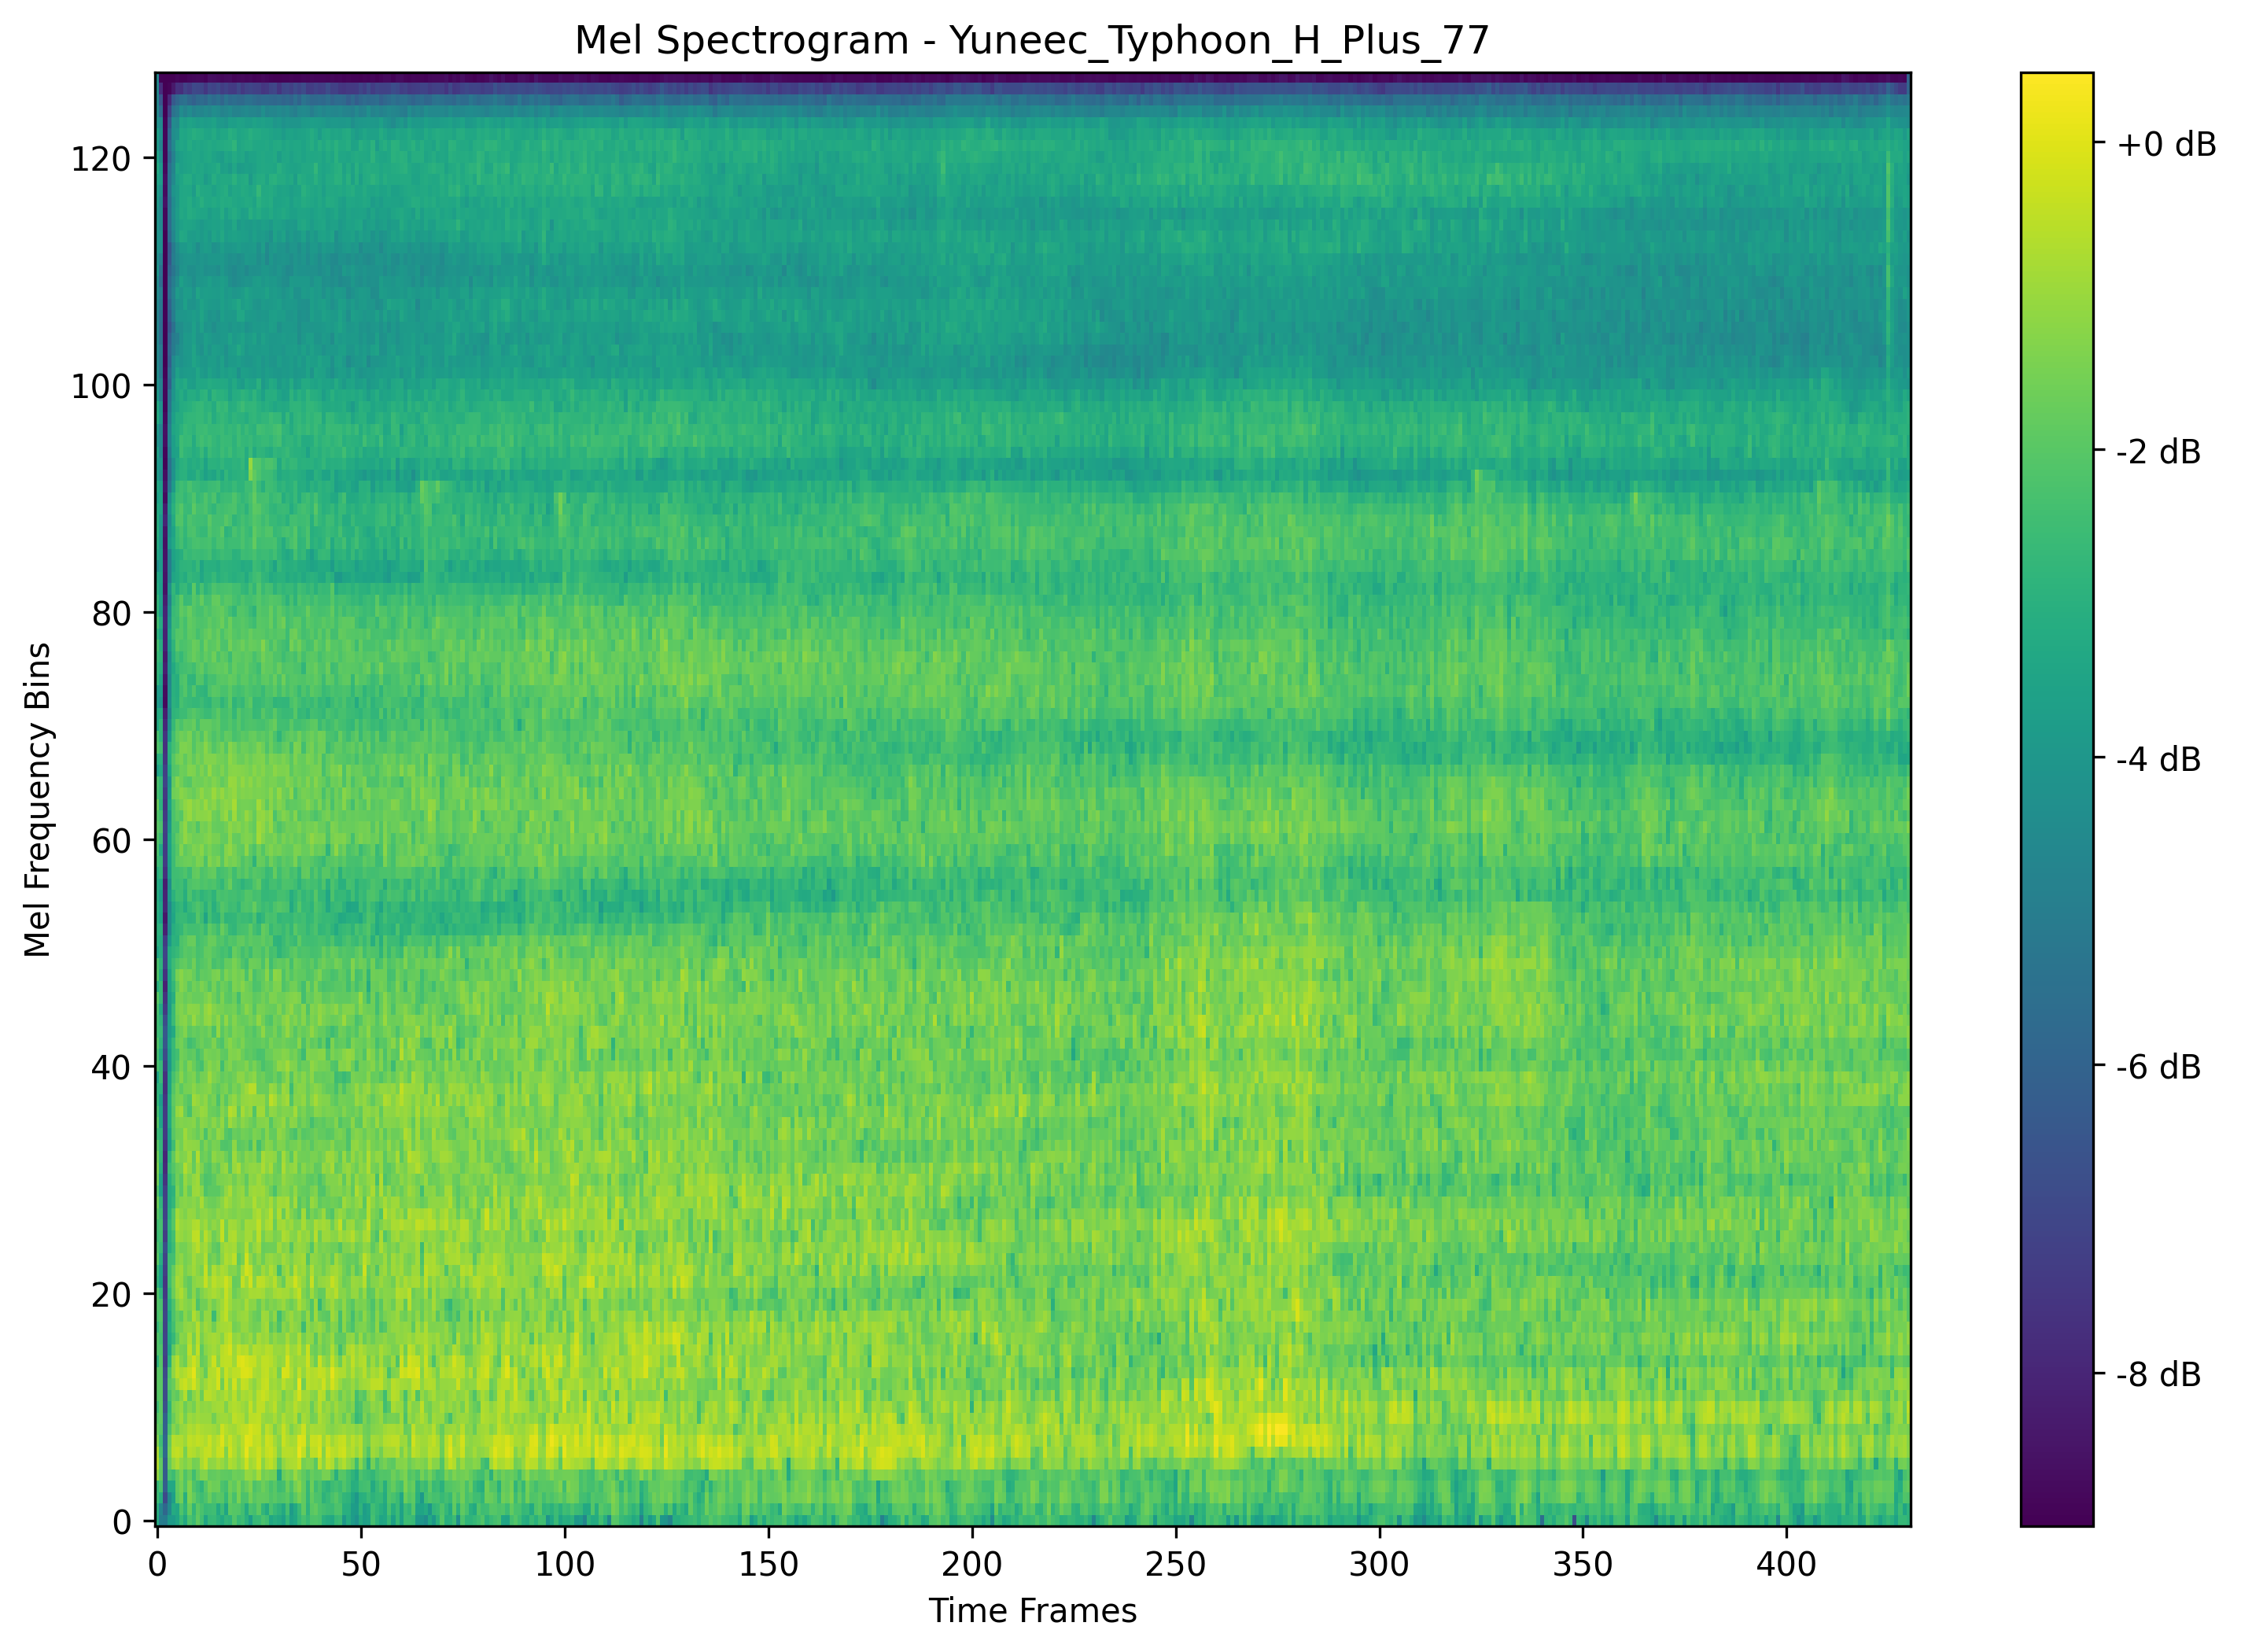 Mel Spectrogram - Yuneec_Typhoon_H_Plus_77
Mel Frequency Bins
120
100
80
60
40
20
0
0 50 100 150 200 250 300 350 400
Time Frames
+0 dB
-2 dB
-4 dB
-6 dB
-8 dB